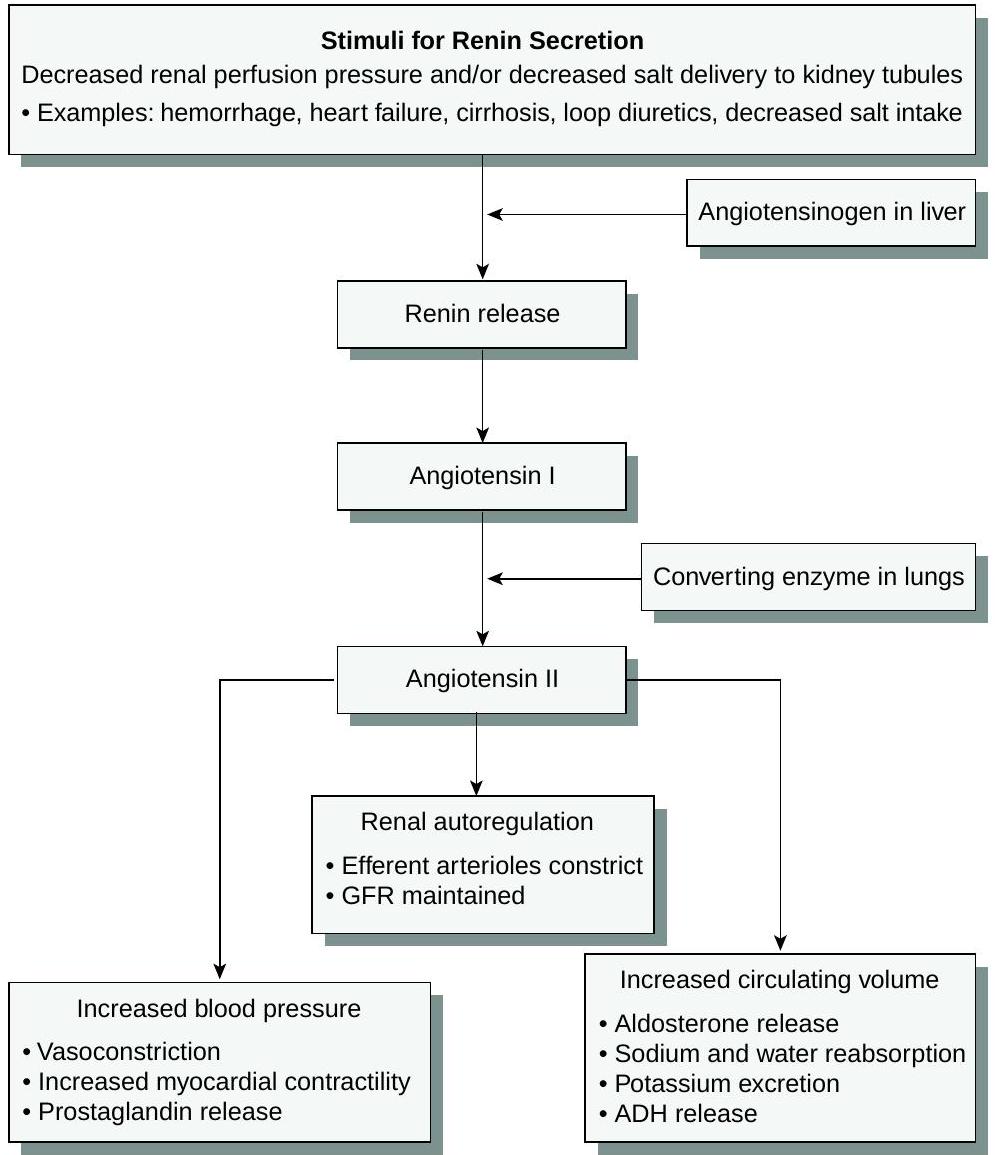 Stimuli for Renin Secretion
Decreased renal perfusion pressure and/or decreased salt delivery to kidney tubules
• Examples: hemorrhage, heart failure, cirrhosis, loop diuretics, decreased salt intake
Angiotensinogen in liver
Renin release
Angiotensin I
Converting enzyme in lungs
Angiotensin II
Renal autoregulation
• Efferent arterioles constrict
• GFR maintained
Increased blood pressure
• Vasoconstriction
• Increased myocardial contractility
• Prostaglandin release
Increased circulating volume
• Aldosterone release
• Sodium and water reabsorption
• Potassium excretion
• ADH release